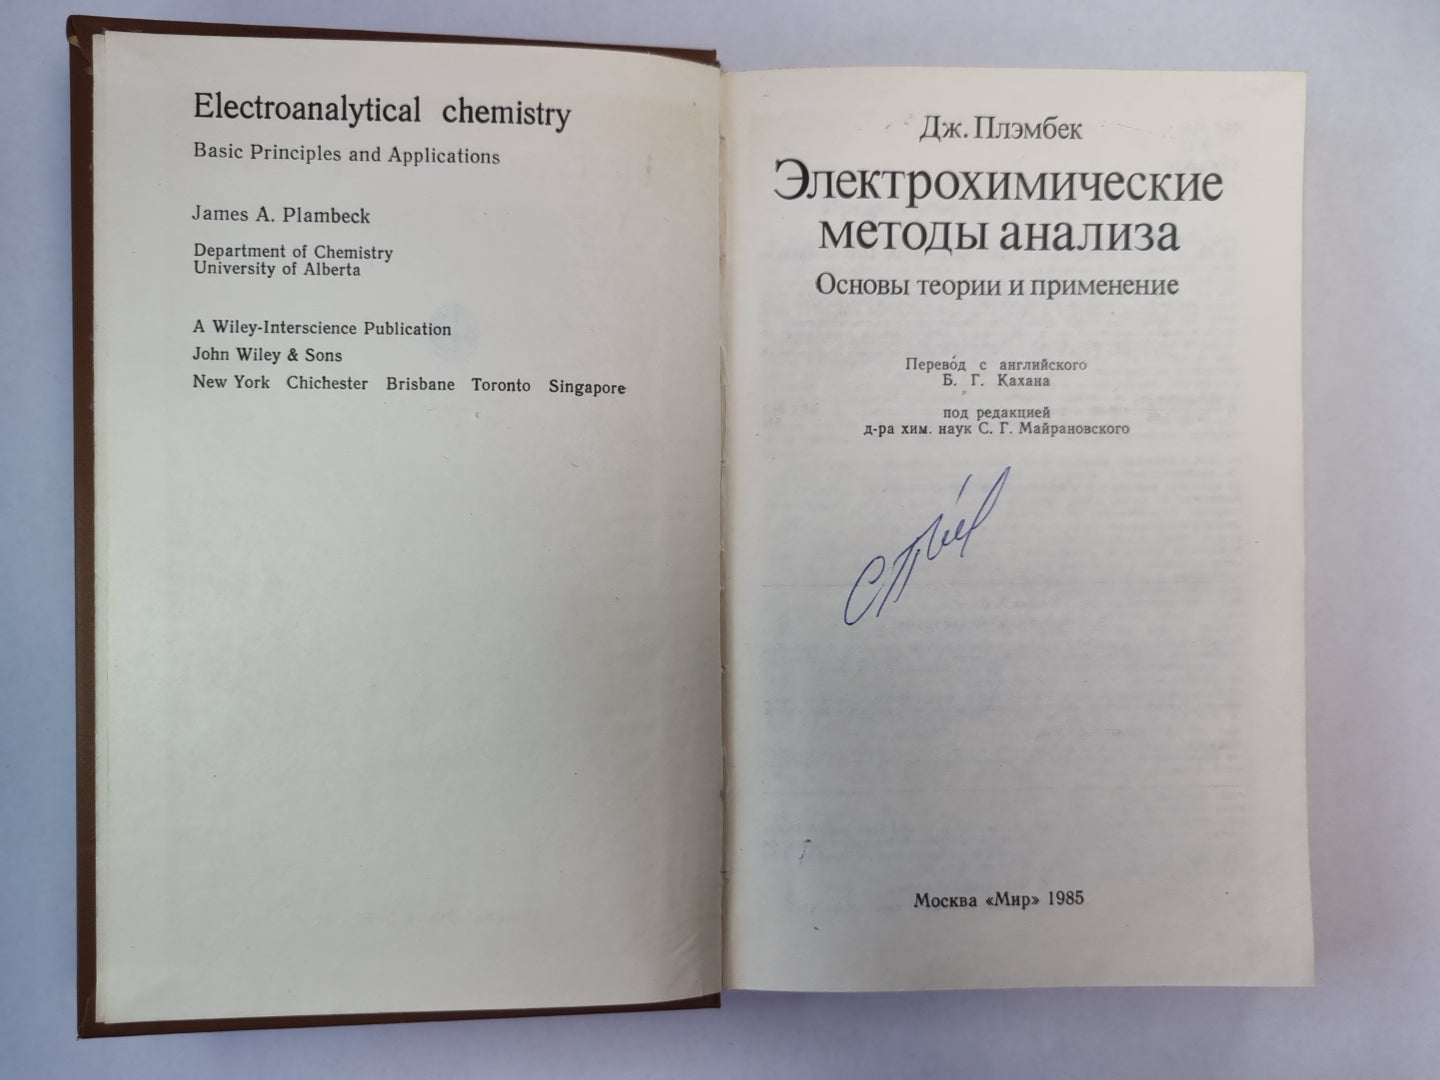 Electroanalytical chemistry
Basic Principles and Applications
James A. Plambeck
Department of Chemistry
University of Alberta
A Wiley-Interscience Publication
John Wiley & Sons
New York Chichester Brisbane Toronto Singapore
Дж. Плэмбек
Электрохимические
методы анализа
Основы теории и применение
Перевод с английского
Б. Г. Кахана
под редакцией
д-ра хим. наук С. Г. Майрановского
Москва «Мир» 1985